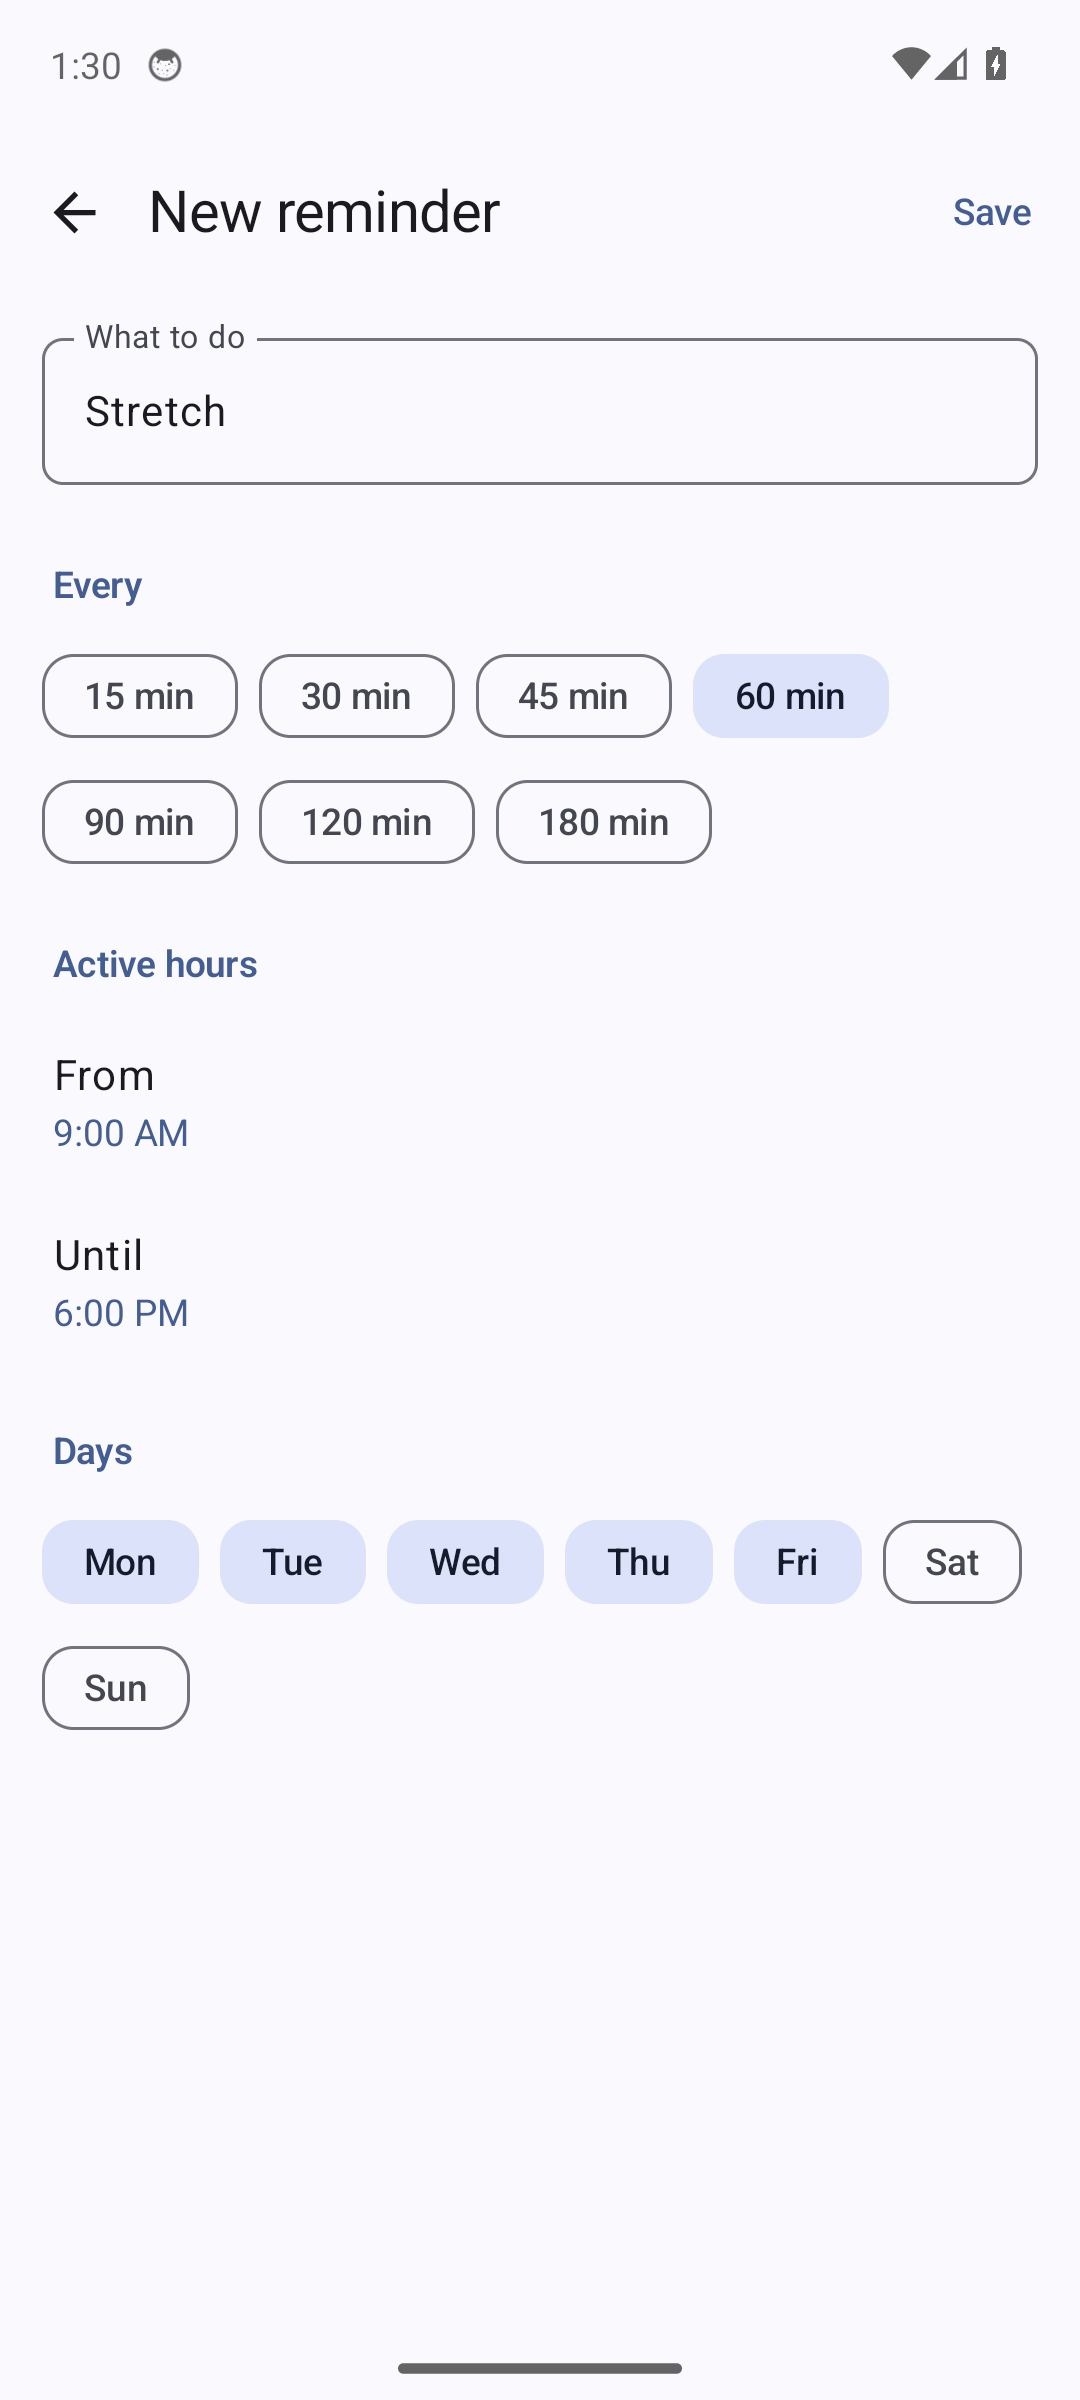 1:30
New reminder
Save
What to do
Stretch
Every
15 min 30 min 45 min 60 min
90 min 120 min 180 min
Active hours
From
9:00 AM
Until
6:00 PM
Days
Mon Tue Wed Thu Fri Sat
Sun